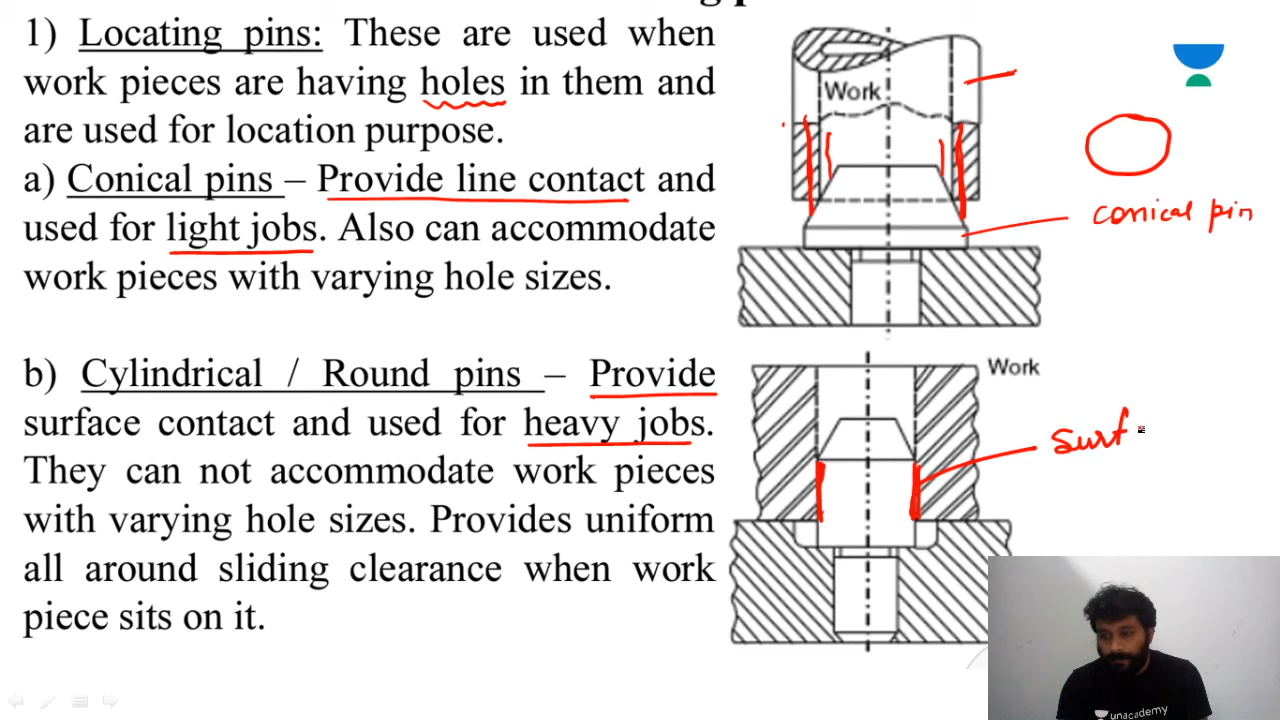 1) Locating pins: These are used when
work pieces are having holes in them and
are used for location purpose.
a) Conical pins – Provide line contact and
used for light jobs. Also can accommodate
work pieces with varying hole sizes.
b) Cylindrical / Round pins – Provide
surface contact and used for heavy jobs.
They can not accommodate work pieces
with varying hole sizes. Provides uniform
all around sliding clearance when work
piece sits on it.
Work
conical pin
Work
surf
unacademy